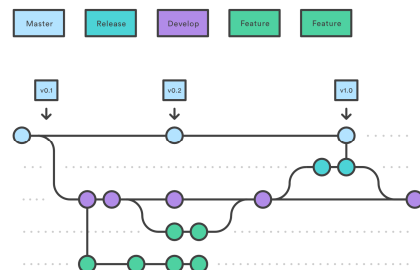 Master
Release
Develop
Feature
Feature
v0.1
v0.2
v1.0